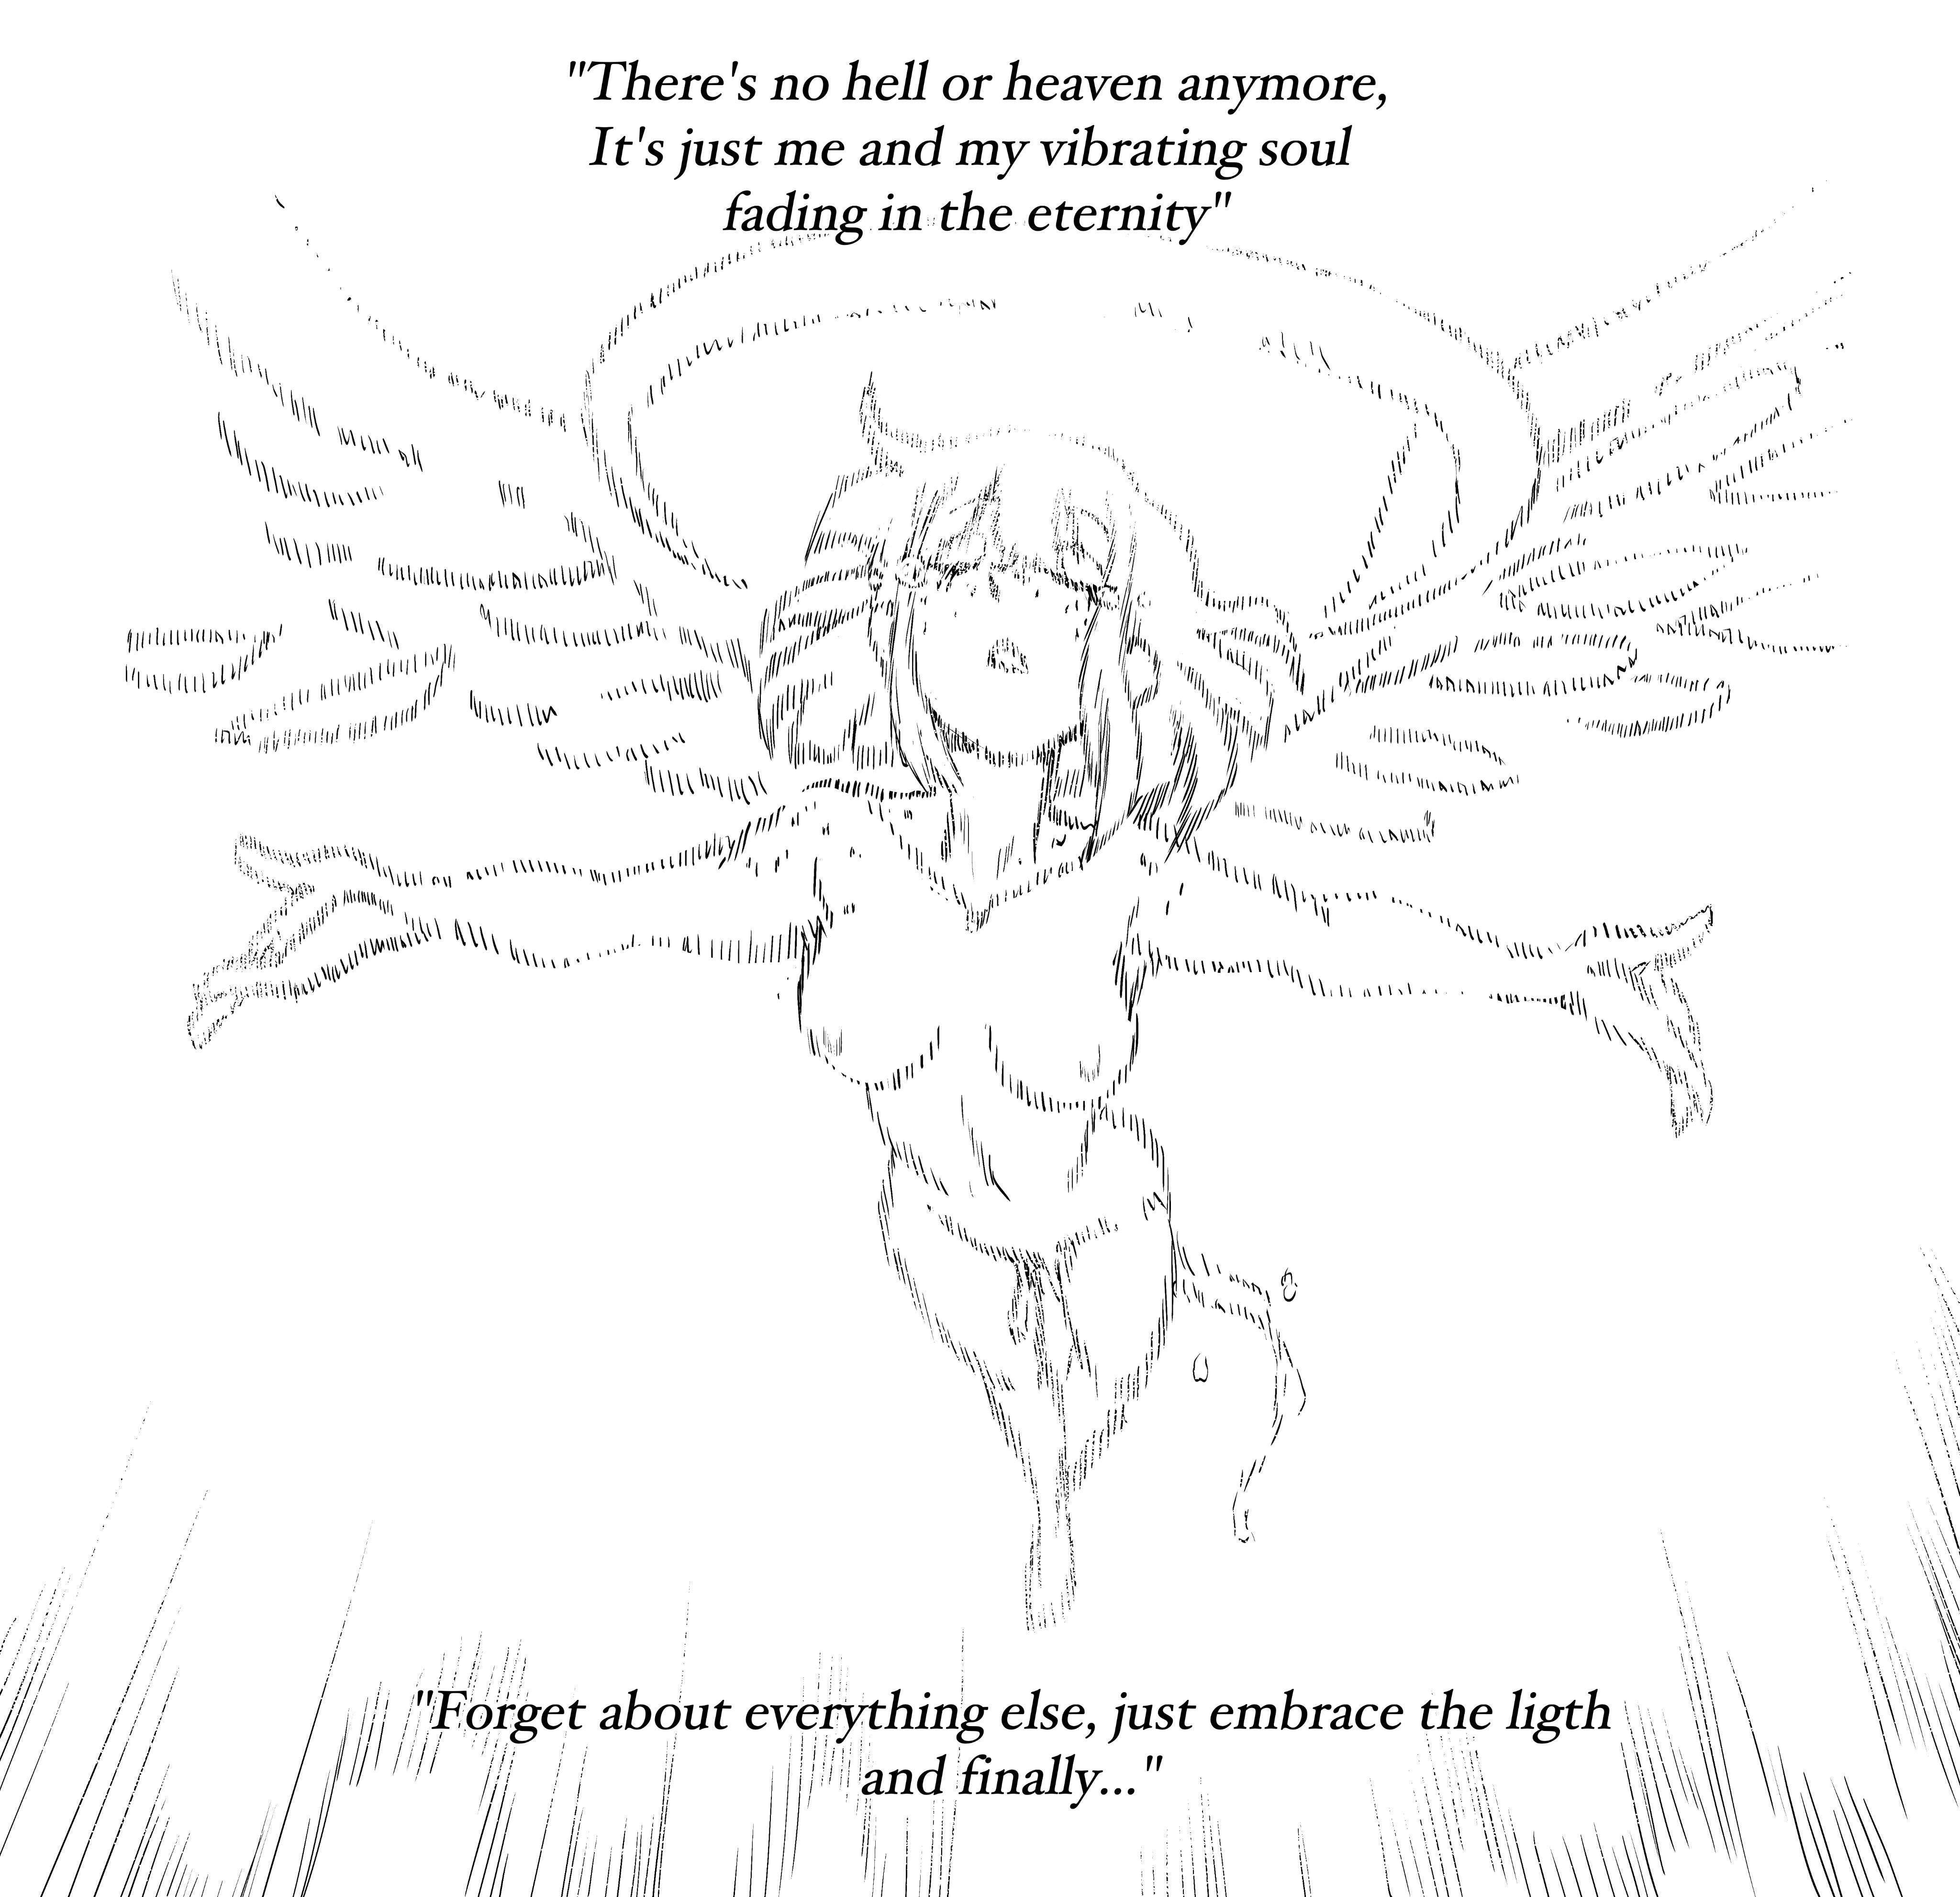 "There's no hell or heaven anymore,
It's just me and my vibrating soul
fading in the eternity"
"Forget about everything else, just embrace the ligth
and finally..."